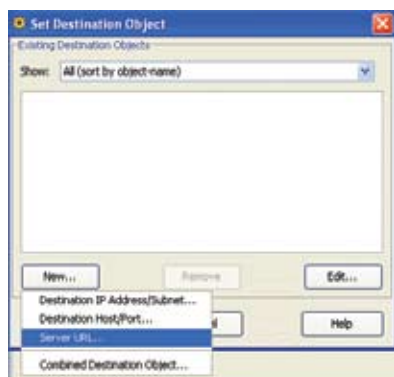 Set Destination Object
Existing Destination Objects
Show: All (sort by object-name)
New... Remove Edit...
Destination IP Address/Subnet...
Destination Host/Port...
Help
Server URL...
Combined Destination Object...